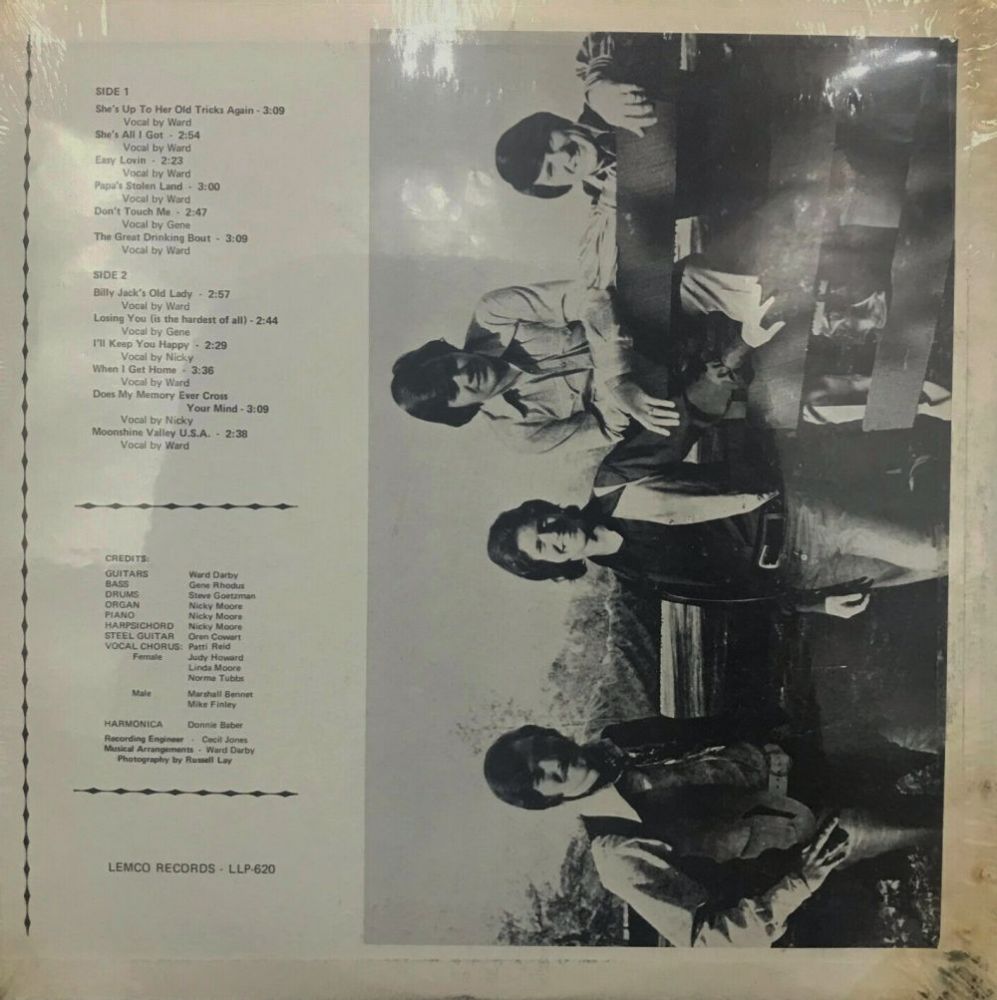 SIDE 1
She's Up To Her Old Tricks Again - 3:09
Vocal by Ward
She's All I Got - 2:54
Vocal by Ward
Easy Lovin - 2:23
Vocal by Ward
Papa's Stolen Land - 3:00
Vocal by Ward
Don't Touch Me - 2:47
Vocal by Gene
The Great Drinking Bout - 3:09
Vocal by Ward
SIDE 2
Billy Jack's Old Lady - 2:57
Vocal by Ward
Losing You (is the hardest of all) - 2:44
Vocal by Gene
I'll Keep You Happy - 2:29
Vocal by Nicky
When I Get Home - 3:36
Vocal by Ward
Does My Memory Ever Cross
Your Mind - 3:09
Vocal by Nicky
Moonshine Valley U.S.A. - 2:38
Vocal by Ward
CREDITS:
GUITARS Ward Darby
BASS Gene Rhodus
DRUMS Steve Goetzman
ORGAN Nicky Moore
PIANO Nicky Moore
HARPSICHORD Nicky Moore
STEEL GUITAR Oren Cowart
VOCAL CHORUS: Patti Reid
Female Judy Howard
Linda Moore
Norma Tubbs
Male Marshall Bennet
Mike Finley
HARMONICA Donnie Baber
Recording Engineer - Cecil Jones
Musical Arrangements - Ward Darby
Photography by Russell Lay
LEMCO RECORDS - LLP-620